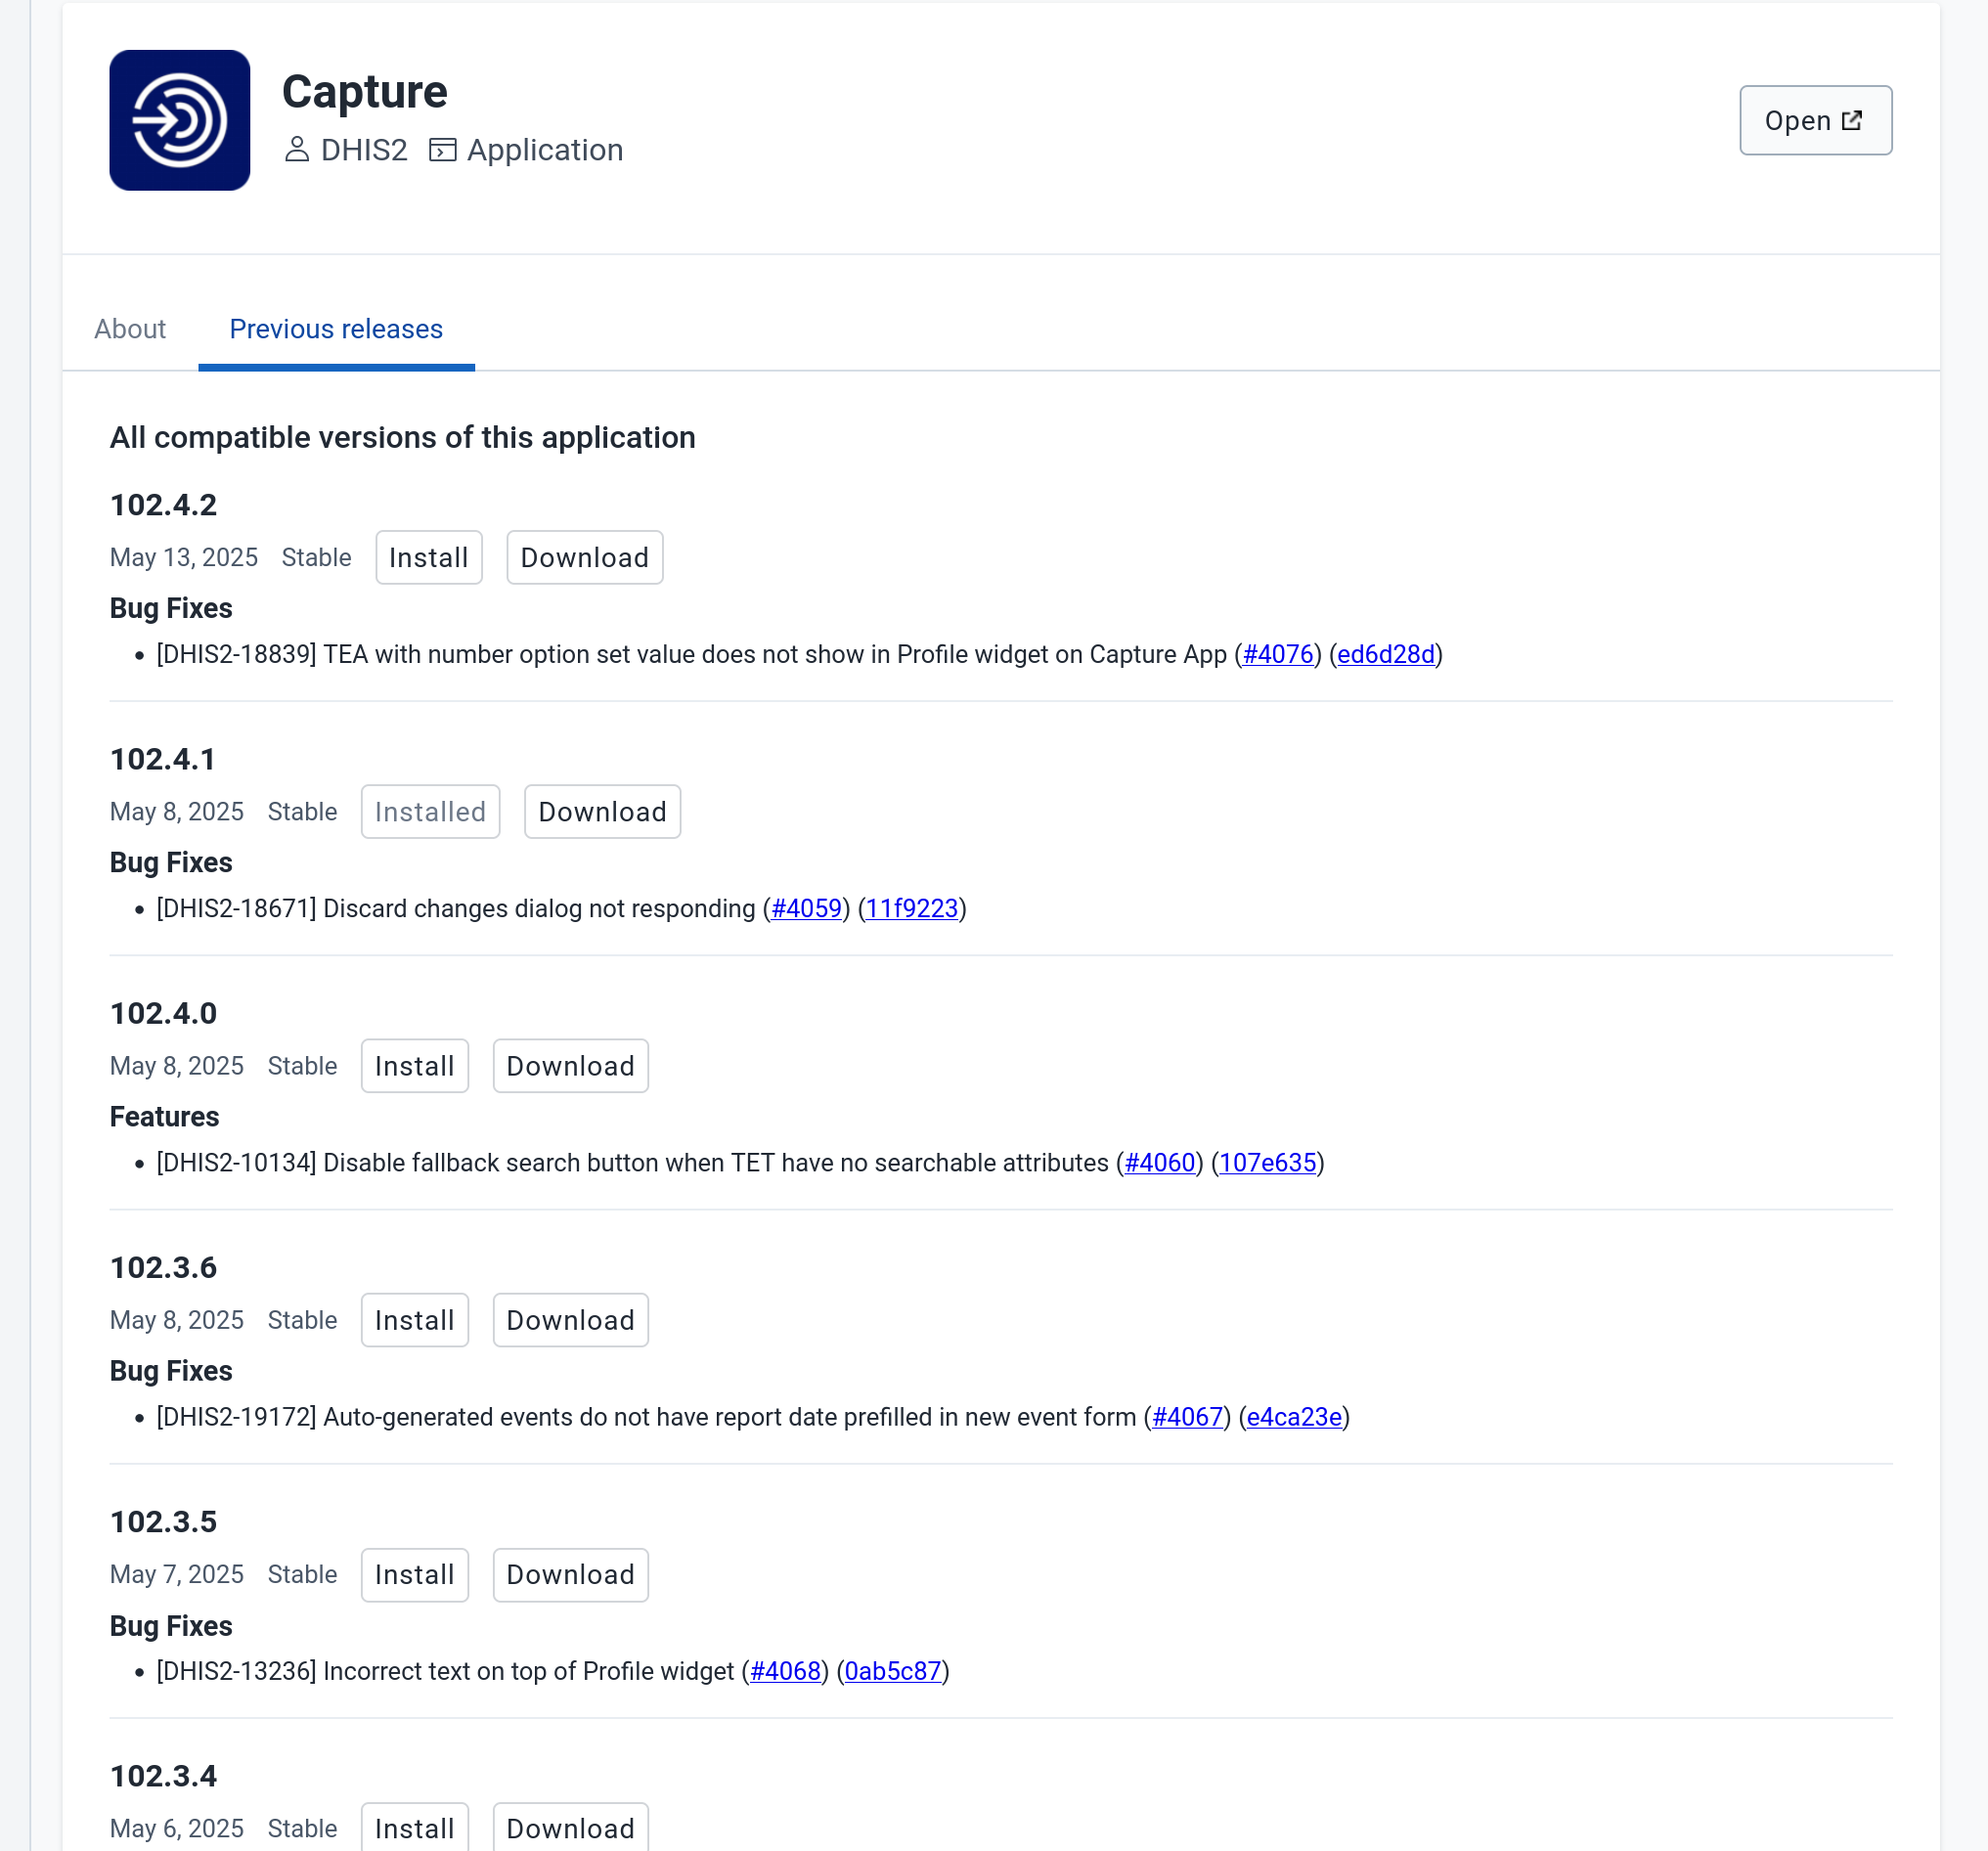 Capture
DHIS2 Application
Open
About Previous releases
All compatible versions of this application
102.4.2
May 13, 2025 Stable Install Download
Bug Fixes
• [DHIS2-18839] TEA with number option set value does not show in Profile widget on Capture App (#4076) (ed6d28d)
102.4.1
May 8, 2025 Stable Installed Download
Bug Fixes
• [DHIS2-18671] Discard changes dialog not responding (#4059) (11f9223)
102.4.0
May 8, 2025 Stable Install Download
Features
• [DHIS2-10134] Disable fallback search button when TET have no searchable attributes (#4060) (107e635)
102.3.6
May 8, 2025 Stable Install Download
Bug Fixes
• [DHIS2-19172] Auto-generated events do not have report date prefilled in new event form (#4067) (e4ca23e)
102.3.5
May 7, 2025 Stable Install Download
Bug Fixes
• [DHIS2-13236] Incorrect text on top of Profile widget (#4068) (0ab5c87)
102.3.4
May 6, 2025 Stable Install Download